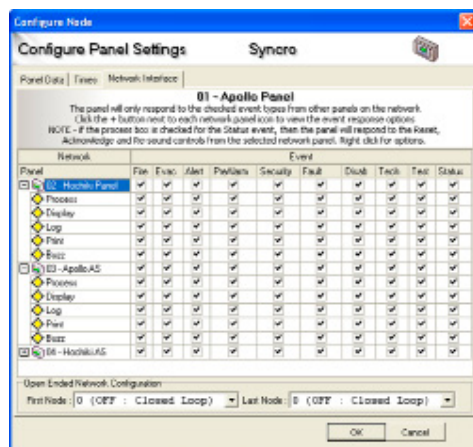 Configure Node
Configure Panel Settings Syncro
Panel Data Times Network Interface
01 - Apollo Panel
The panel will only respond to the checked event types from other panels on the network.
Click the + button next to each network panel icon to view the event response options
NOTE - if the process box is checked for the Status event, then the panel will respond to the Reset,
Acknowledge and Re-sound controls from the selected network panel. Right click for options.
Network Event
Panel Fire Evac Alert PreAlarm Security Fault Disab Tech Test Status
02 - Hochiki Panel
Process
Display
Log
Print
Buzz
03 - Apollo AS
Process
Display
Log
Print
Buzz
04 - Hochiki AS
Open Ended Network Configuration
First Node: 0 (OFF : Closed Loop) Last Node: 0 (OFF : Closed Loop)
OK Cancel